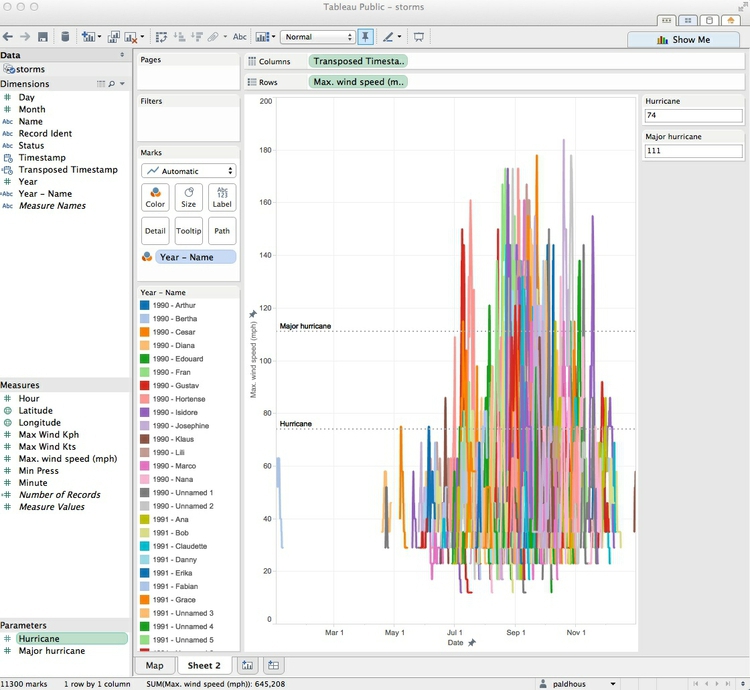 Tableau Public - storms
Abc
Normal
Show Me
Data
storms
Dimensions
Day
Month
Abc Name
Abc Record Ident
Abc Status
Timestamp
Transposed Timestamp
Year
Abc Year - Name
Abc Measure Names
Measures
Hour
Latitude
Longitude
Max Wind Kph
Max Wind Kts
Max. wind speed (mph)
Min Press
Minute
Number of Records
Measure Values
Parameters
Hurricane
Major hurricane
Pages
Filters
Marks
Automatic
Color
Size
Abc
123
Label
Detail
Tooltip
Path
Year - Name
Year - Name
1990 - Arthur
1990 - Bertha
1990 - Cesar
1990 - Diana
1990 - Edouard
1990 - Fran
1990 - Gustav
1990 - Hortense
1990 - Isidore
1990 - Josephine
1990 - Klaus
1990 - Lili
1990 - Marco
1990 - Nana
1990 - Unnamed 1
1990 - Unnamed 2
1991 - Ana
1991 - Bob
1991 - Claudette
1991 - Danny
1991 - Erika
1991 - Fabian
1991 - Grace
1991 - Unnamed 3
1991 - Unnamed 4
1991 - Unnamed 5
Columns
Transposed Timesta..
Rows
Max. wind speed (m..
200
180
160
140
120
100
80
60
40
20
0
Max. wind speed (mph)
Major hurricane
Hurricane
Mar 1
May 1
Jul 1
Sep 1
Nov 1
Date
Hurricane
74
Major hurricane
111
Map
Sheet 2
11300 marks
1 row by 1 column
SUM(Max. wind speed (mph)): 645,208
paldhous